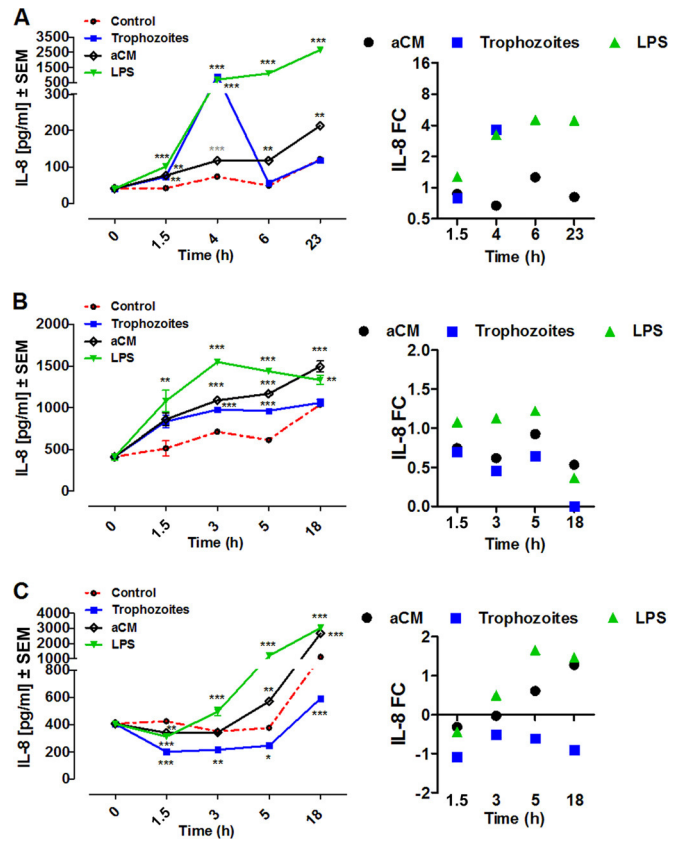 A
Control
Trophozoites
aCM
LPS
IL-8 [pg/ml] ± SEM
3500
2500
1500
500
300
200
100
0
***
**
**
***
***
***
***
**
***
**
0
1.5
4
6
23
Time (h)
aCM
Trophozoites
LPS
IL-8 FC
16
8
4
2
1
0.5
1.5
4
6
23
Time (h)
B
Control
Trophozoites
aCM
LPS
IL-8 [pg/ml] ± SEM
2000
1500
1000
500
0
**
***
***
***
***
***
***
***
**
0
1.5
3
5
18
Time (h)
aCM
Trophozoites
LPS
IL-8 FC
2.0
1.5
1.0
0.5
0.0
1.5
3
5
18
Time (h)
C
Control
Trophozoites
aCM
LPS
IL-8 [pg/ml] ± SEM
4000
3000
2000
1000
800
600
400
200
0
**
***
***
***
**
***
**
*
***
***
***
0
1.5
3
5
18
Time (h)
aCM
Trophozoites
LPS
IL-8 FC
2
1
0
-1
-2
1.5
3
5
18
Time (h)